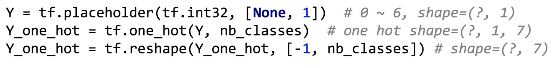 Y = tf.placeholder(tf.int32, [None, 1])  # 0 ~ 6, shape=(?, 1)
Y_one_hot = tf.one_hot(Y, nb_classes)  # one hot shape=(?, 1, 7)
Y_one_hot = tf.reshape(Y_one_hot, [-1, nb_classes]) # shape=(?, 7)